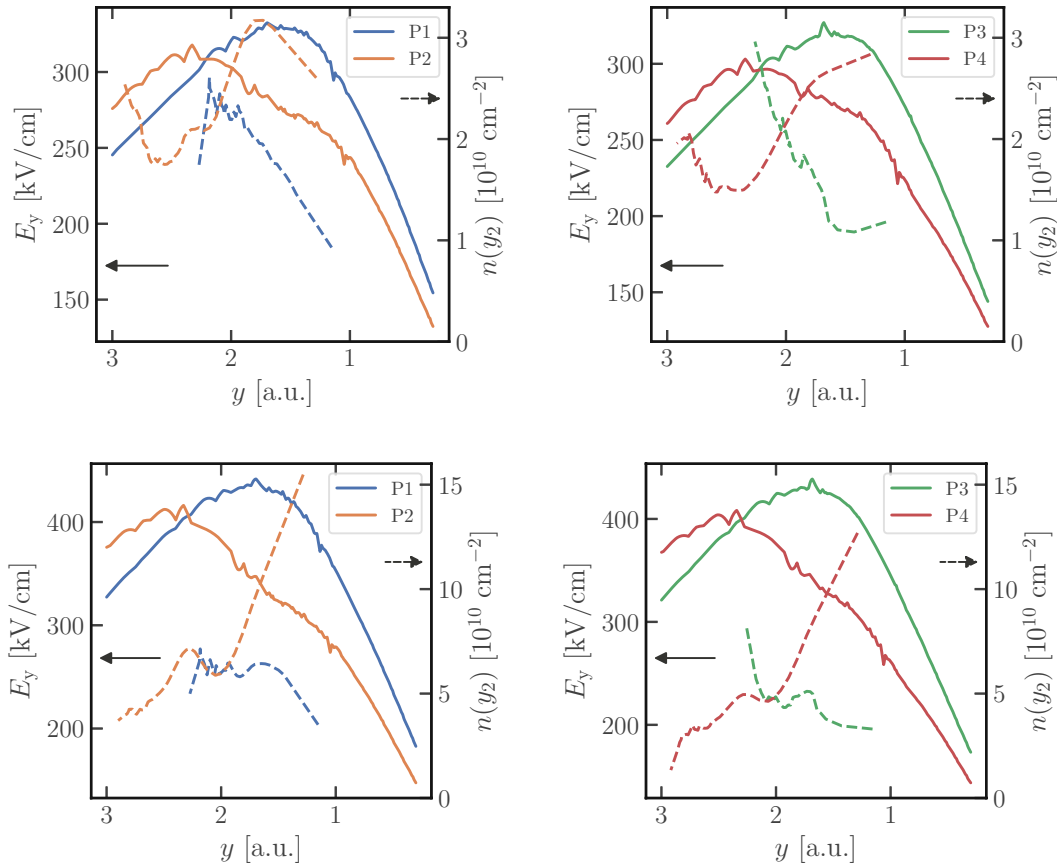 P1
P2
300
250
200
150
E_y [kV/cm]
3
2
1
0
n(y_2) [10^{10} cm^{-2}]
3
2
1
y [a.u.]
P3
P4
300
250
200
150
E_y [kV/cm]
3
2
1
0
n(y_2) [10^{10} cm^{-2}]
3
2
1
y [a.u.]
P1
P2
400
300
200
E_y [kV/cm]
15
10
5
0
n(y_2) [10^{10} cm^{-2}]
3
2
1
y [a.u.]
P3
P4
400
300
200
E_y [kV/cm]
15
10
5
0
n(y_2) [10^{10} cm^{-2}]
3
2
1
y [a.u.]